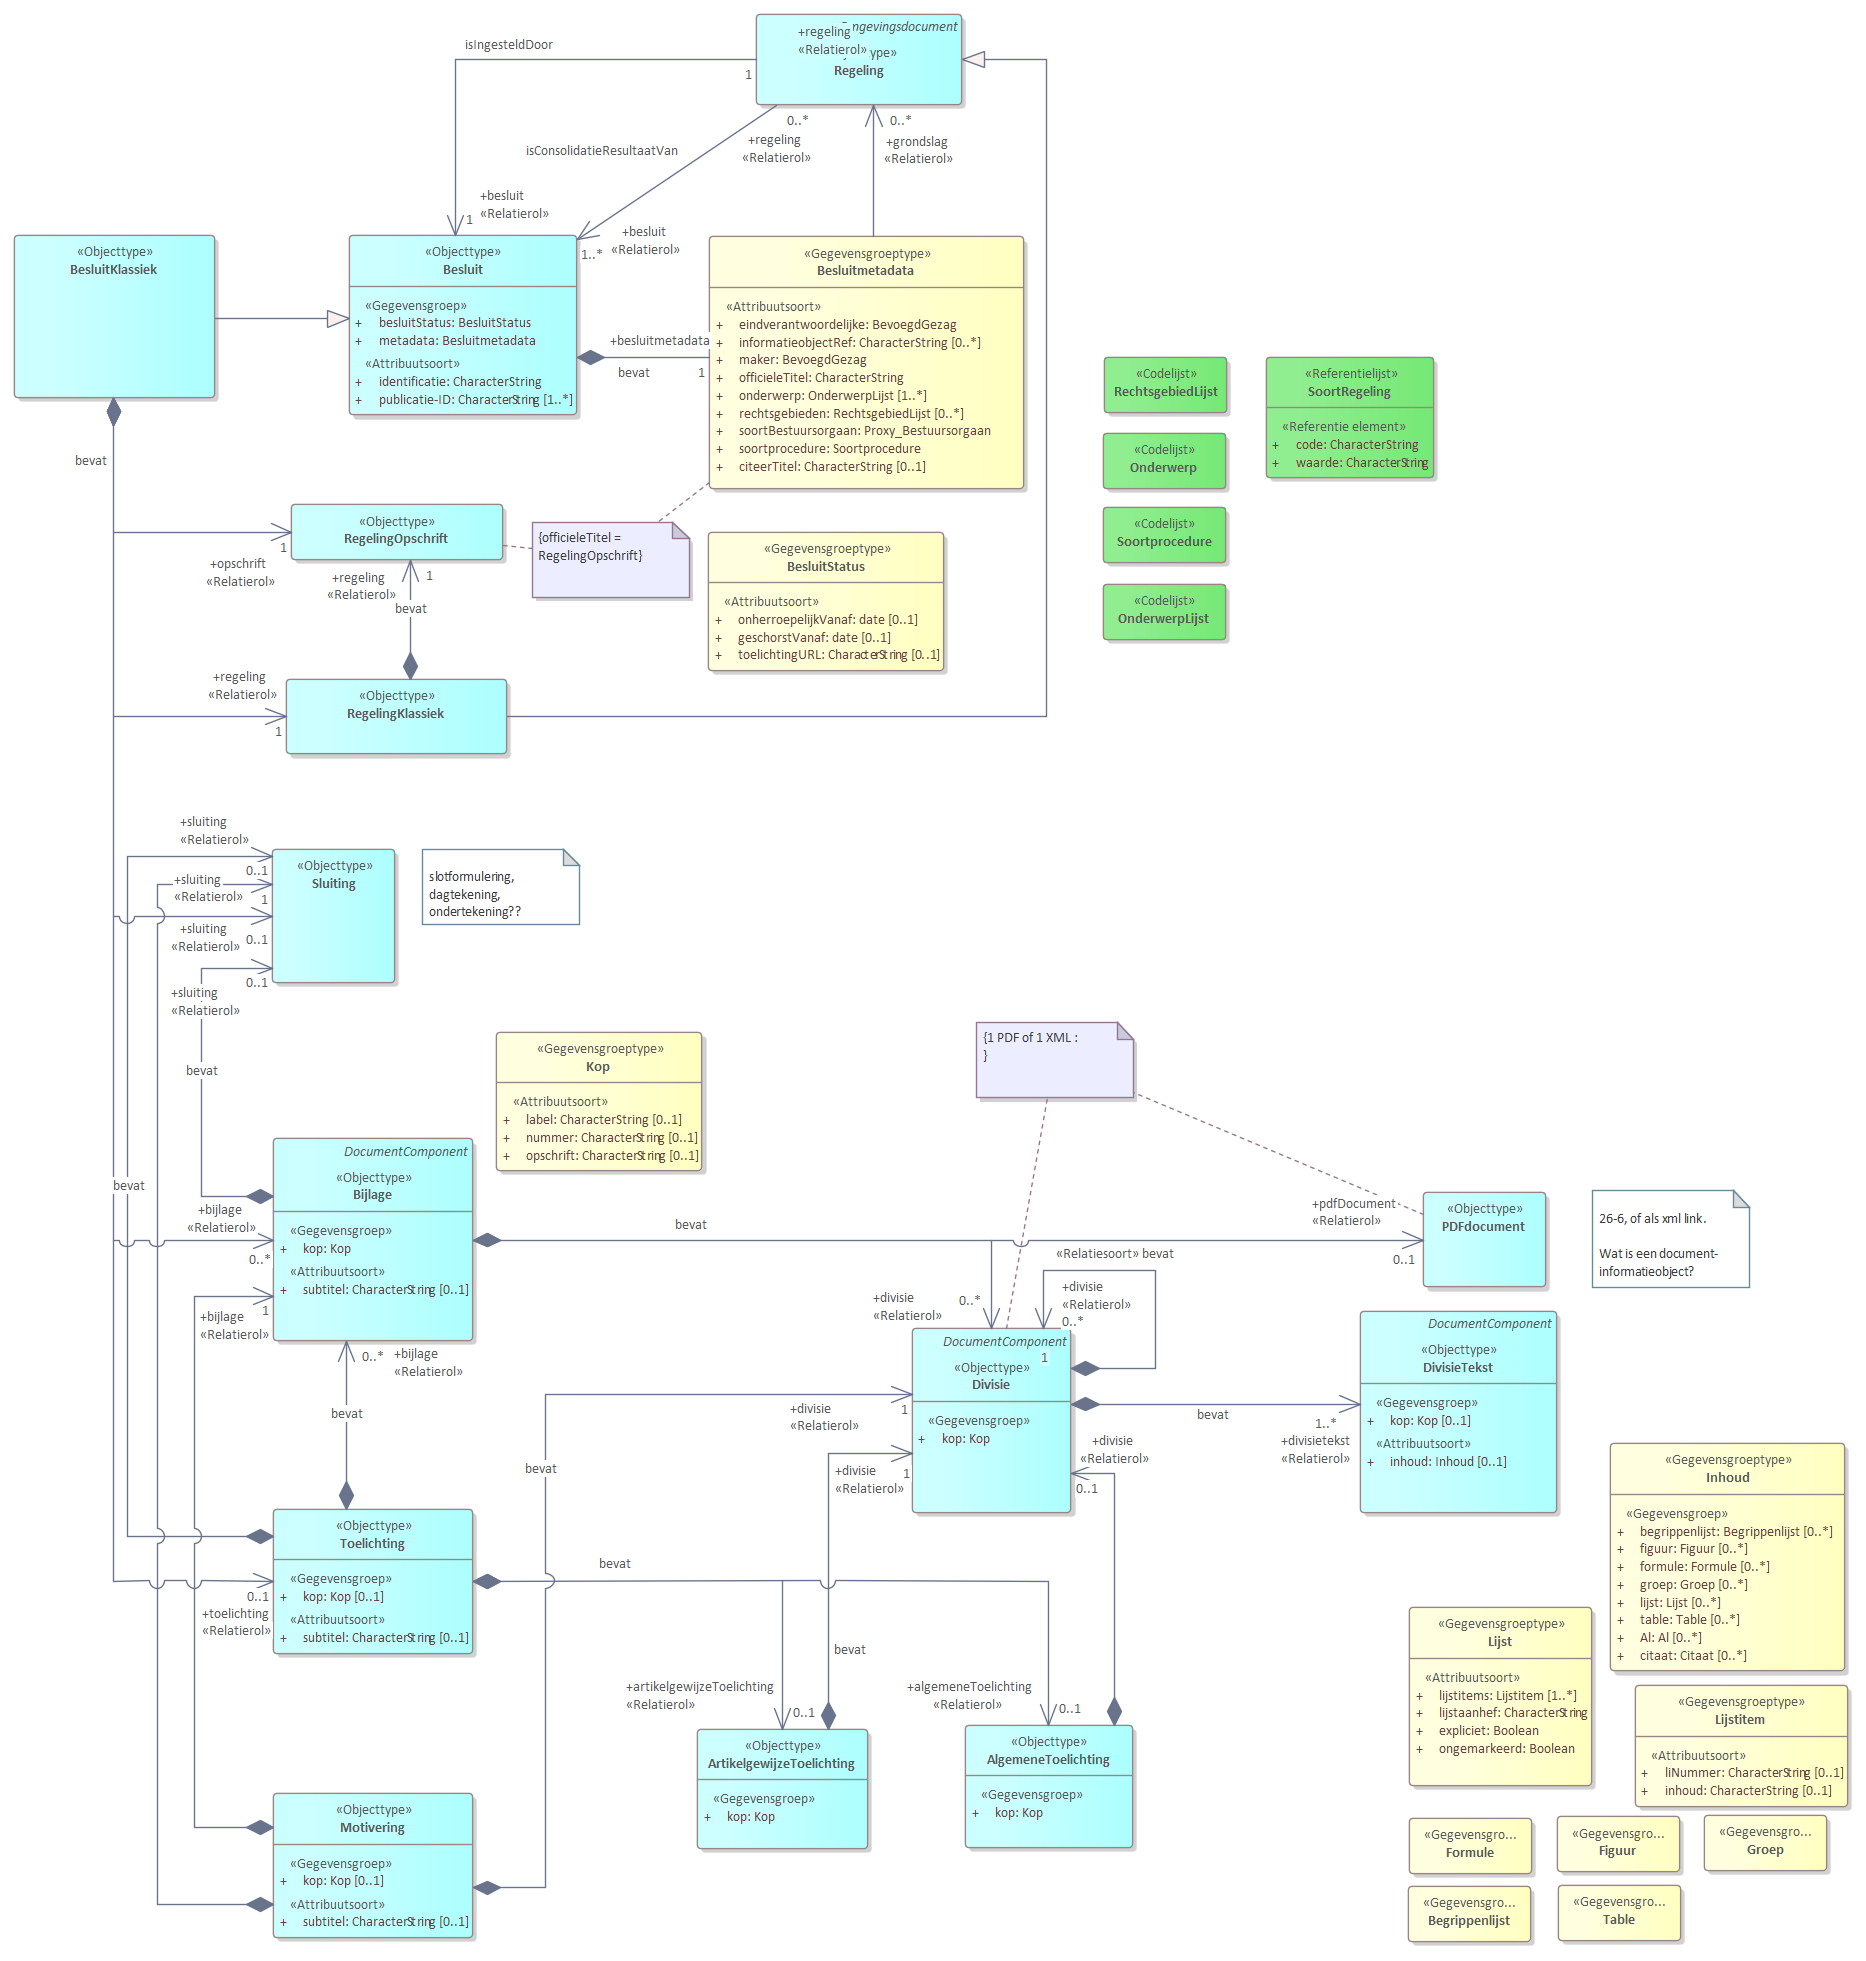 ngevingsdocument
+regeling
«Relatierol»
ype»
Regeling
isIngesteldDoor
1
0..*
+regeling
«Relatierol»
0..*
+grondslag
«Relatierol»
isConsolidatieResultaatVan
+besluit
«Relatierol»
1
+besluit
«Relatierol»
1..*
«Objecttype»
BesluitKlassiek
«Objecttype»
Besluit
«Gegevensgroep»
+ besluitStatus: BesluitStatus
+ metadata: Besluitmetadata
«Attribuutsoort»
+ identificatie: CharacterString
+ publicatie-ID: CharacterString [1..*]
+besluitmetadata
bevat
1
«Gegevensgroeptype»
Besluitmetadata
«Attribuutsoort»
+ eindverantwoordelijke: BevoegdGezag
+ informatieobjectRef: CharacterString [0..*]
+ maker: BevoegdGezag
+ officieleTitel: CharacterString
+ onderwerp: OnderwerpLijst [1..*]
+ rechtsgebieden: RechtsgebiedLijst [0..*]
+ soortBestuursorgaan: Proxy_Bestuursorgaan
+ soortprocedure: Soortprocedure
+ citeerTitel: CharacterString [0..1]
«Codelijst»
RechtsgebiedLijst
«Referentielijst»
SoortRegeling
«Referentie element»
+ code: CharacterString
+ waarde: CharacterString
«Codelijst»
Onderwerp
«Codelijst»
Soortprocedure
«Codelijst»
OnderwerpLijst
bevat
«Objecttype»
RegelingOpschrift
1
+opschrift
«Relatierol»
+regeling
«Relatierol»
1
bevat
{officieleTitel =
RegelingOpschrift}
«Gegevensgroeptype»
BesluitStatus
«Attribuutsoort»
+ onherroepelijkVanaf: date [0..1]
+ geschorstVanaf: date [0..1]
+ toelichtingURL: CharacterString [0..1]
+regeling
«Relatierol»
1
«Objecttype»
RegelingKlassiek
+sluiting
«Relatierol»
0..1
+sluiting
«Relatierol»
1
+sluiting
«Relatierol»
0..1
0..1
+sluiting
«Relatierol»
«Objecttype»
Sluiting
slotformulering,
dagtekening,
ondertekening??
bevat
«Gegevensgroeptype»
Kop
«Attribuutsoort»
+ label: CharacterString [0..1]
+ nummer: CharacterString [0..1]
+ opschrift: CharacterString [0..1]
{1 PDF of 1 XML :
}
bevat
DocumentComponent
«Objecttype»
Bijlage
«Gegevensgroep»
+ kop: Kop
«Attribuutsoort»
+ subtitel: CharacterString [0..1]
+bijlage
«Relatierol»
0..*
1
+bijlage
«Relatierol»
0..*
+bijlage
«Relatierol»
bevat
bevat
+pdfDocument
«Relatierol»
0..1
«Objecttype»
PDFdocument
26-6, of als xml link.
Wat is een document-
informatieobject?
«Relatiesoort» bevat
+divisie
«Relatierol»
0..*
+divisie
«Relatierol»
0..*
1
DocumentComponent
«Objecttype»
Divisie
«Gegevensgroep»
+ kop: Kop
DocumentComponent
«Objecttype»
DivisieTekst
«Gegevensgroep»
+ kop: Kop [0..1]
«Attribuutsoort»
+ inhoud: Inhoud [0..1]
bevat
1..*
+divisietekst
«Relatierol»
+divisie
«Relatierol»
1
+divisie
«Relatierol»
1
+divisie
«Relatierol»
0..1
bevat
«Objecttype»
Toelichting
«Gegevensgroep»
+ kop: Kop [0..1]
«Attribuutsoort»
+ subtitel: CharacterString [0..1]
0..1
+toelichting
«Relatierol»
bevat
bevat
+artikelgewijzeToelichting
«Relatierol»
0..1
+algemeneToelichting
«Relatierol»
0..1
«Objecttype»
ArtikelgewijzeToelichting
«Gegevensgroep»
+ kop: Kop
«Objecttype»
AlgemeneToelichting
«Gegevensgroep»
+ kop: Kop
«Objecttype»
Motivering
«Gegevensgroep»
+ kop: Kop [0..1]
«Attribuutsoort»
+ subtitel: CharacterString [0..1]
«Gegevensgroeptype»
Inhoud
«Gegevensgroep»
+ begrippenlijst: Begrippenlijst [0..*]
+ figuur: Figuur [0..*]
+ formule: Formule [0..*]
+ groep: Groep [0..*]
+ lijst: Lijst [0..*]
+ table: Table [0..*]
+ Al: Al [0..*]
+ citaat: Citaat [0..*]
«Gegevensgroeptype»
Lijst
«Attribuutsoort»
+ lijstitems: Lijstitem [1..*]
+ lijstaanhef: CharacterString
+ expliciet: Boolean
+ ongemarkeerd: Boolean
«Gegevensgroeptype»
Lijstitem
«Attribuutsoort»
+ liNummer: CharacterString [0..1]
+ inhoud: CharacterString [0..1]
«Gegevensgro...
Formule
«Gegevensgro...
Figuur
«Gegevensgro...
Groep
«Gegevensgro...
Begrippenlijst
«Gegevensgro...
Table